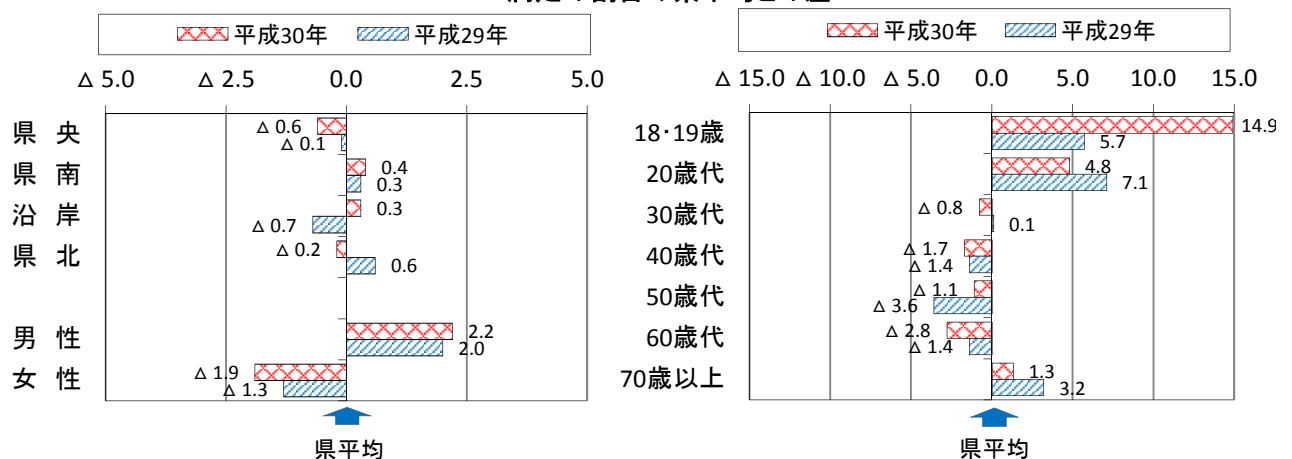 平成30年 平成29年
△ 5.0 △ 2.5 0.0 2.5 5.0
県 央 △ 0.6 △ 0.1
県 南 0.4 0.3
沿 岸 0.3 △ 0.7
県 北 △ 0.2 0.6
男 性 2.2 2.0
女 性 △ 1.9 △ 1.3
県平均
平成30年 平成29年
△ 15.0 △ 10.0 △ 5.0 0.0 5.0 10.0 15.0
18･19歳 14.9 5.7
20歳代 4.8 7.1
30歳代 △ 0.8 0.1
40歳代 △ 1.7 △ 1.4
50歳代 △ 1.1 △ 3.6
60歳代 △ 2.8 △ 1.4
70歳以上 1.3 3.2
県平均